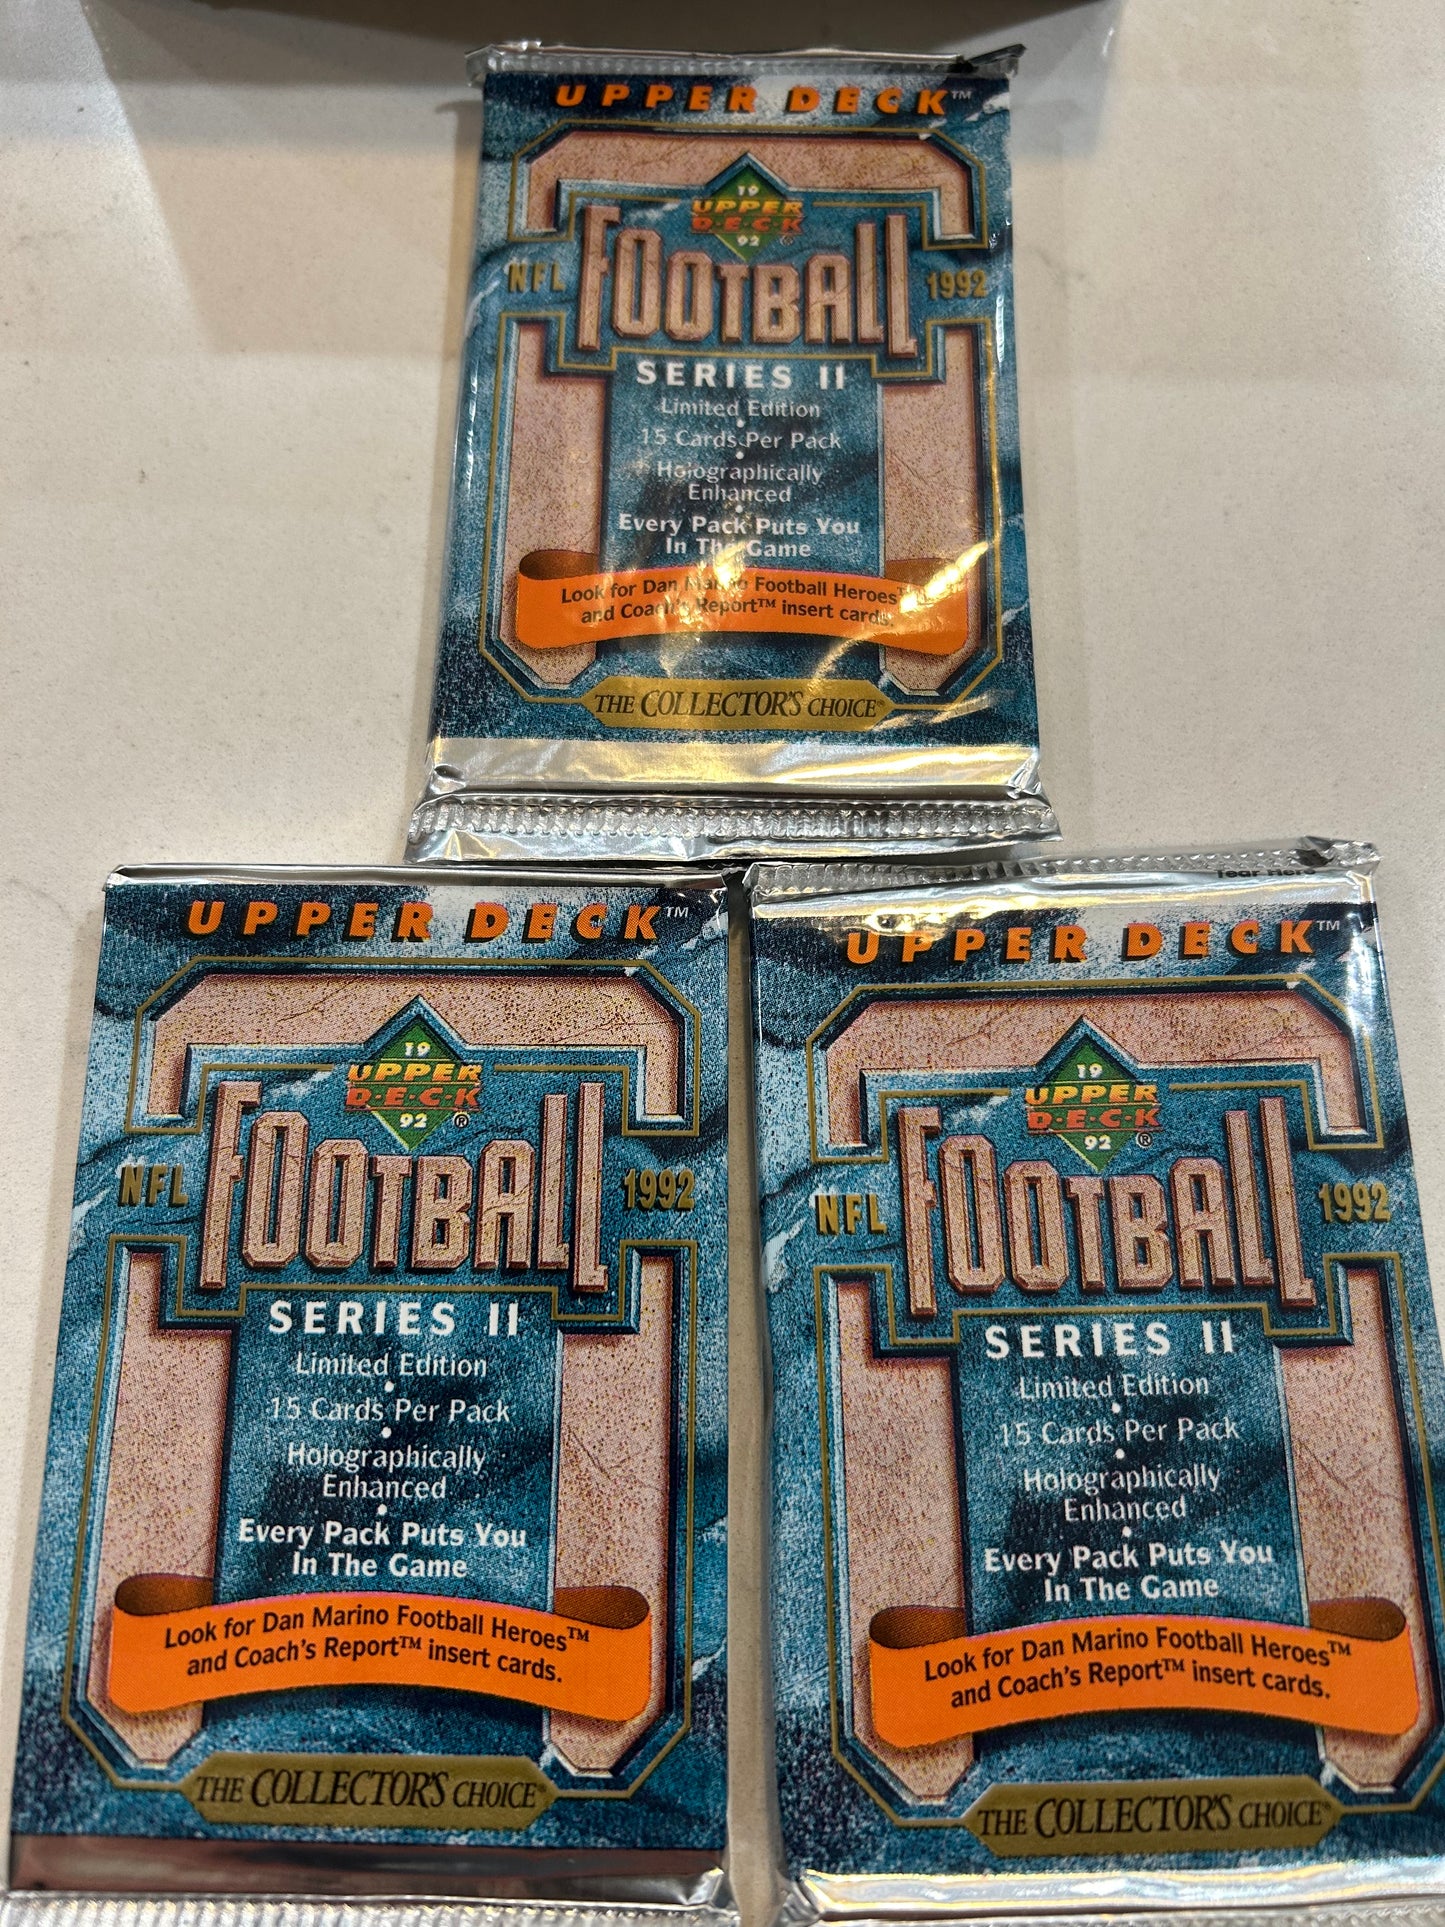 UPPER DECK™
19
UPPER
D·E·C·K
92 ®
NFL FOOTBALL 1992
SERIES II
Limited Edition
15 Cards Per Pack
Holographically
Enhanced
Every Pack Puts You
In The Game
Look for Dan Marino Football Heroes™
and Coach's Report™ insert cards.
THE COLLECTOR'S CHOICE®
UPPER DECK™
19
UPPER
D·E·C·K
92 ®
NFL FOOTBALL 1992
SERIES II
Limited Edition
15 Cards Per Pack
Holographically
Enhanced
Every Pack Puts You
In The Game
Look for Dan Marino Football Heroes™
and Coach's Report™ insert cards.
THE COLLECTOR'S CHOICE®
Tear Here
UPPER DECK™
19
UPPER
D·E·C·K
92 ®
NFL FOOTBALL 1992
SERIES II
Limited Edition
15 Cards Per Pack
Holographically
Enhanced
Every Pack Puts You
In The Game
Look for Dan Marino Football Heroes™
and Coach's Report™ insert cards.
THE COLLECTOR'S CHOICE®